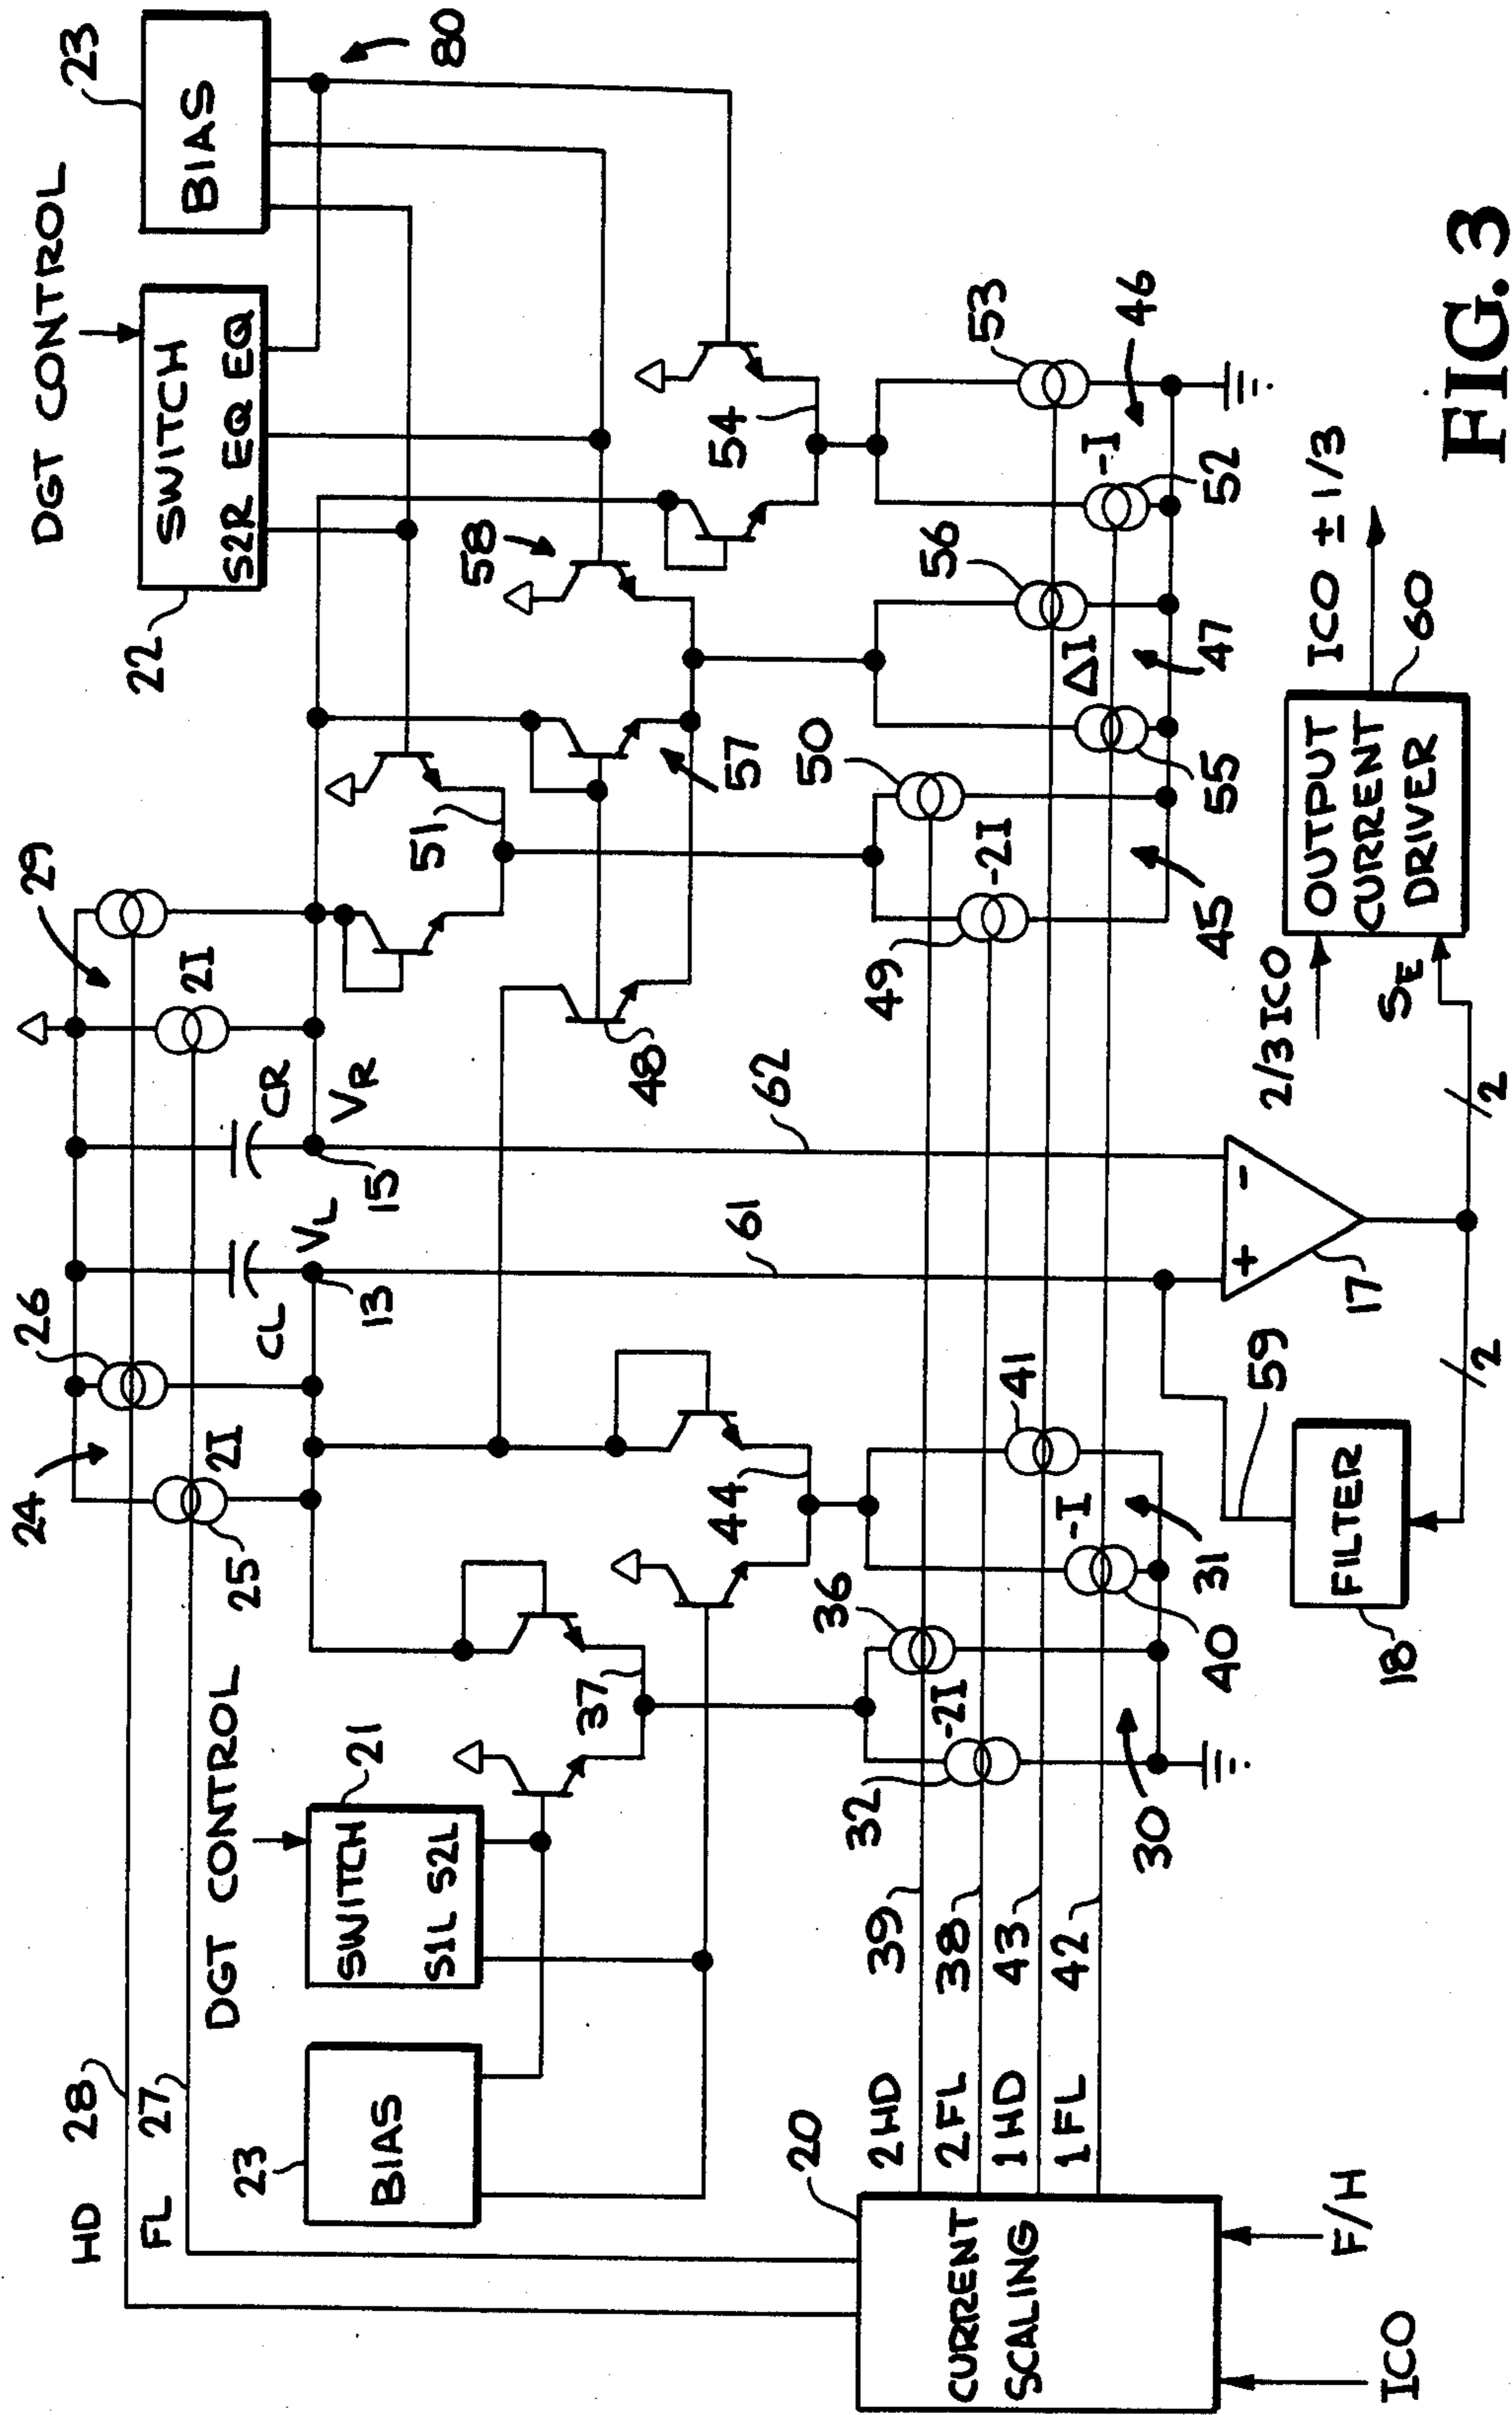 HD 28
FL 27
24
26
29
25
2I
CL
VL
13
CR
VR
15
2I
DGT CONTROL
SWITCH
S2R EQ EQ
22
23
BIAS
80
DGT CONTROL
SWITCH
S1L S2L
21
23
BIAS
37
44
48
51
57
58
54
61
62
20
CURRENT
SCALING
ICO
F/H
2HD 39
2FL 38
1HD 43
1FL 42
32
-2I
36
30
40
-I
41
31
49
-2I
50
45
55
ΔI
56
47
52
-I
53
46
18
FILTER
59
+ -
17
2
2
2/3 ICO
SE
OUTPUT
CURRENT
DRIVER
60
ICO ± 1/3
FIG. 3